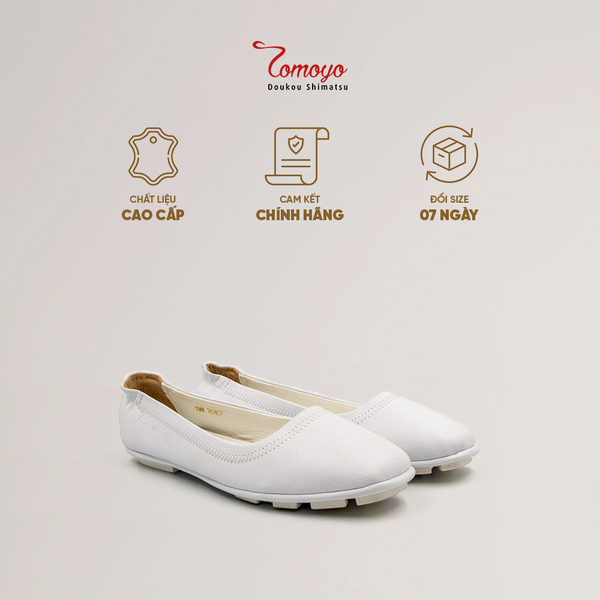 Tomoyo
Doukou Shimatsu
CHẤT LIỆU
CAO CẤP
CAM KẾT
CHÍNH HÃNG
ĐỔI SIZE
07 NGÀY